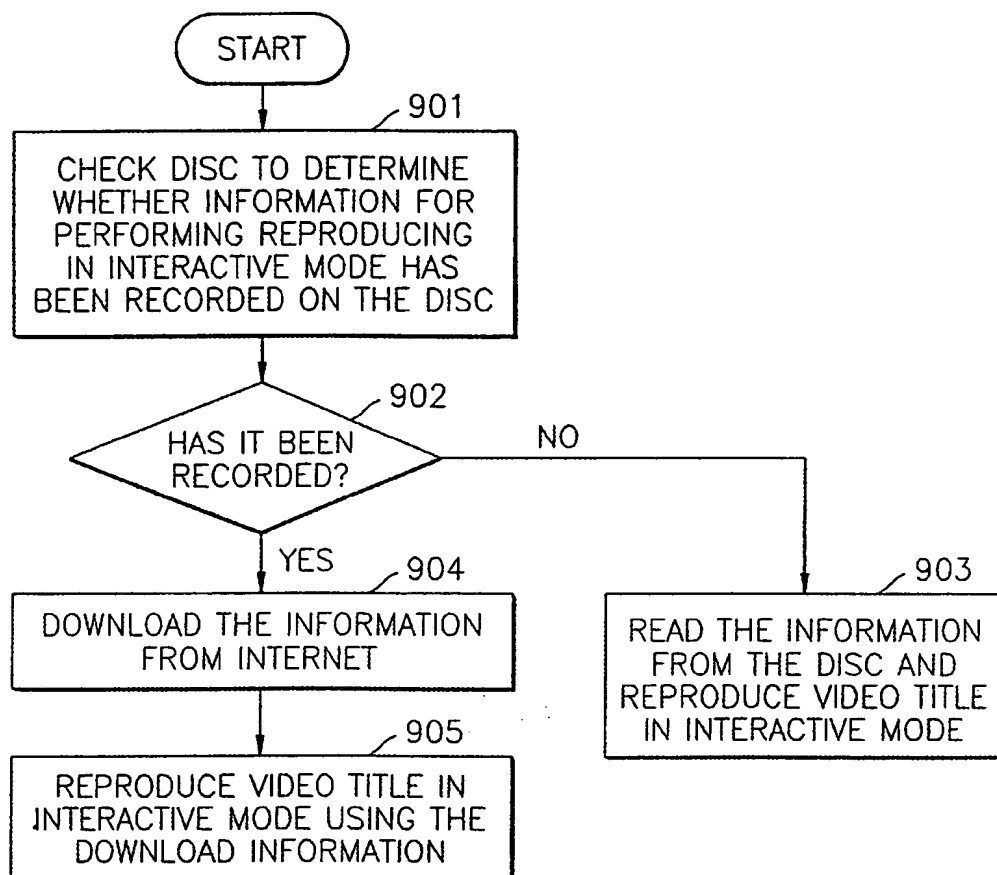 START
901
CHECK DISC TO DETERMINE
WHETHER INFORMATION FOR
PERFORMING REPRODUCING
IN INTERACTIVE MODE HAS
BEEN RECORDED ON THE DISC
902
HAS IT BEEN
RECORDED?
NO
YES
904
DOWNLOAD THE INFORMATION
FROM INTERNET
903
READ THE INFORMATION
FROM THE DISC AND
REPRODUCE VIDEO TITLE
IN INTERACTIVE MODE
905
REPRODUCE VIDEO TITLE IN
INTERACTIVE MODE USING THE
DOWNLOAD INFORMATION